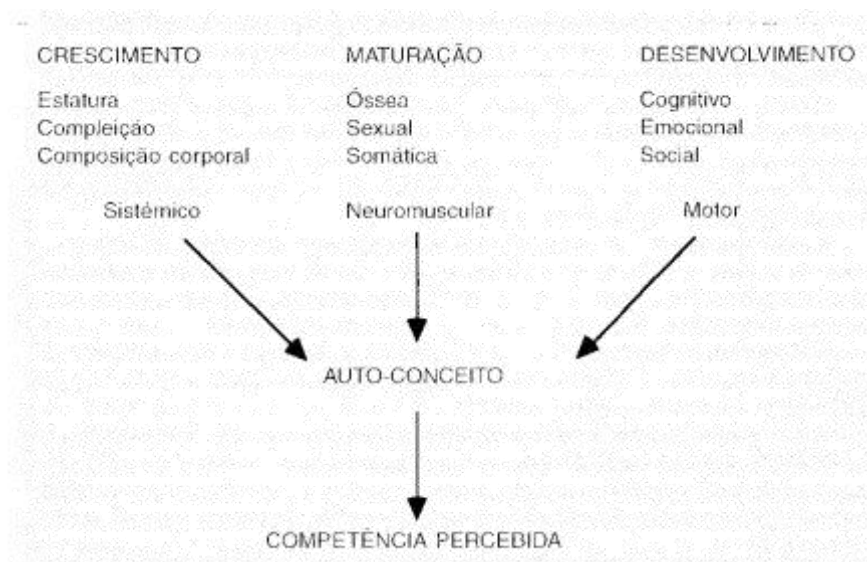 CRESCIMENTO MATURAÇÃO DESENVOLVIMENTO
Estatura Óssea Cognitivo
Compleição Sexual Emocional
Composição corporal Somática Social
Sistémico Neuromuscular Motor
AUTO-CONCEITO
COMPETÊNCIA PERCEBIDA